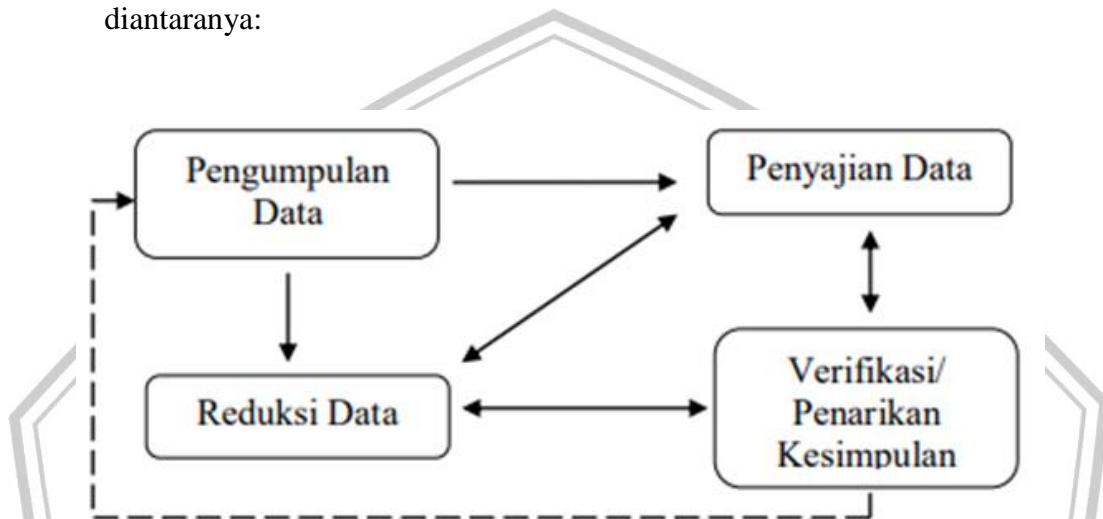 diantaranya:
Pengumpulan
Data
Penyajian Data
Reduksi Data
Verifikasi/
Penarikan
Kesimpulan